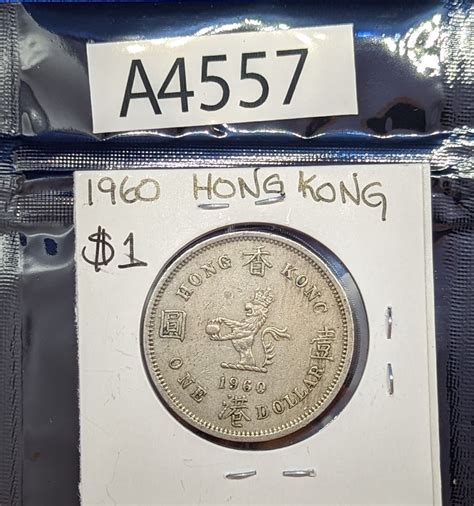 A4557
1960 HONG KONG
$1
HONG 香 KONG
圓 壹
1960
ONE 港 DOLLAR